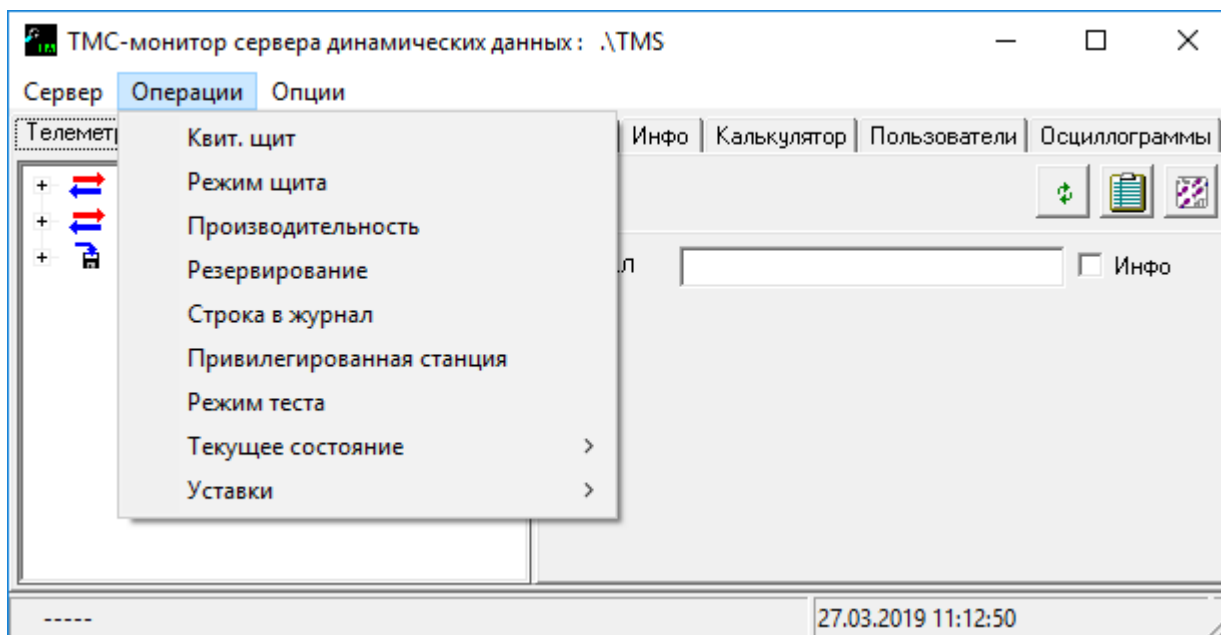 ТМС-монитор сервера динамических данных : .\TMS
Сервер Операции Опции
Телемет Инфо Калькулятор Пользователи Осциллограммы
Квит. щит
Режим щита
Производительность
Резервирование
Инфо
Строка в журнал
Привилегированная станция
Режим теста
Текущее состояние
Уставки
----- 27.03.2019 11:12:50